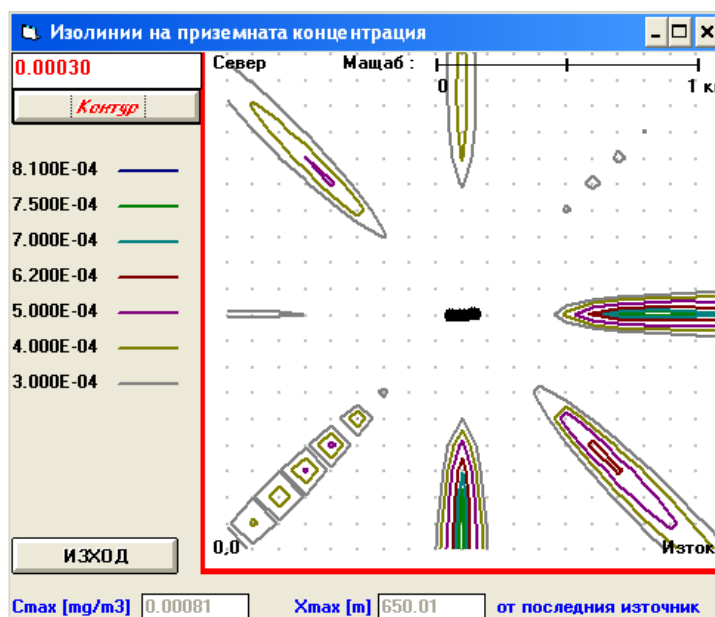 Изолинии на приземната концентрация
0.00030
Контур
Север Мащаб :
0 1 км
8.100E-04
7.500E-04
7.000E-04
6.200E-04
5.000E-04
4.000E-04
3.000E-04
0,0 Изток
ИЗХОД
Cmax [mg/m3] 0.00081 Xmax [m] 650.01 от последния източник